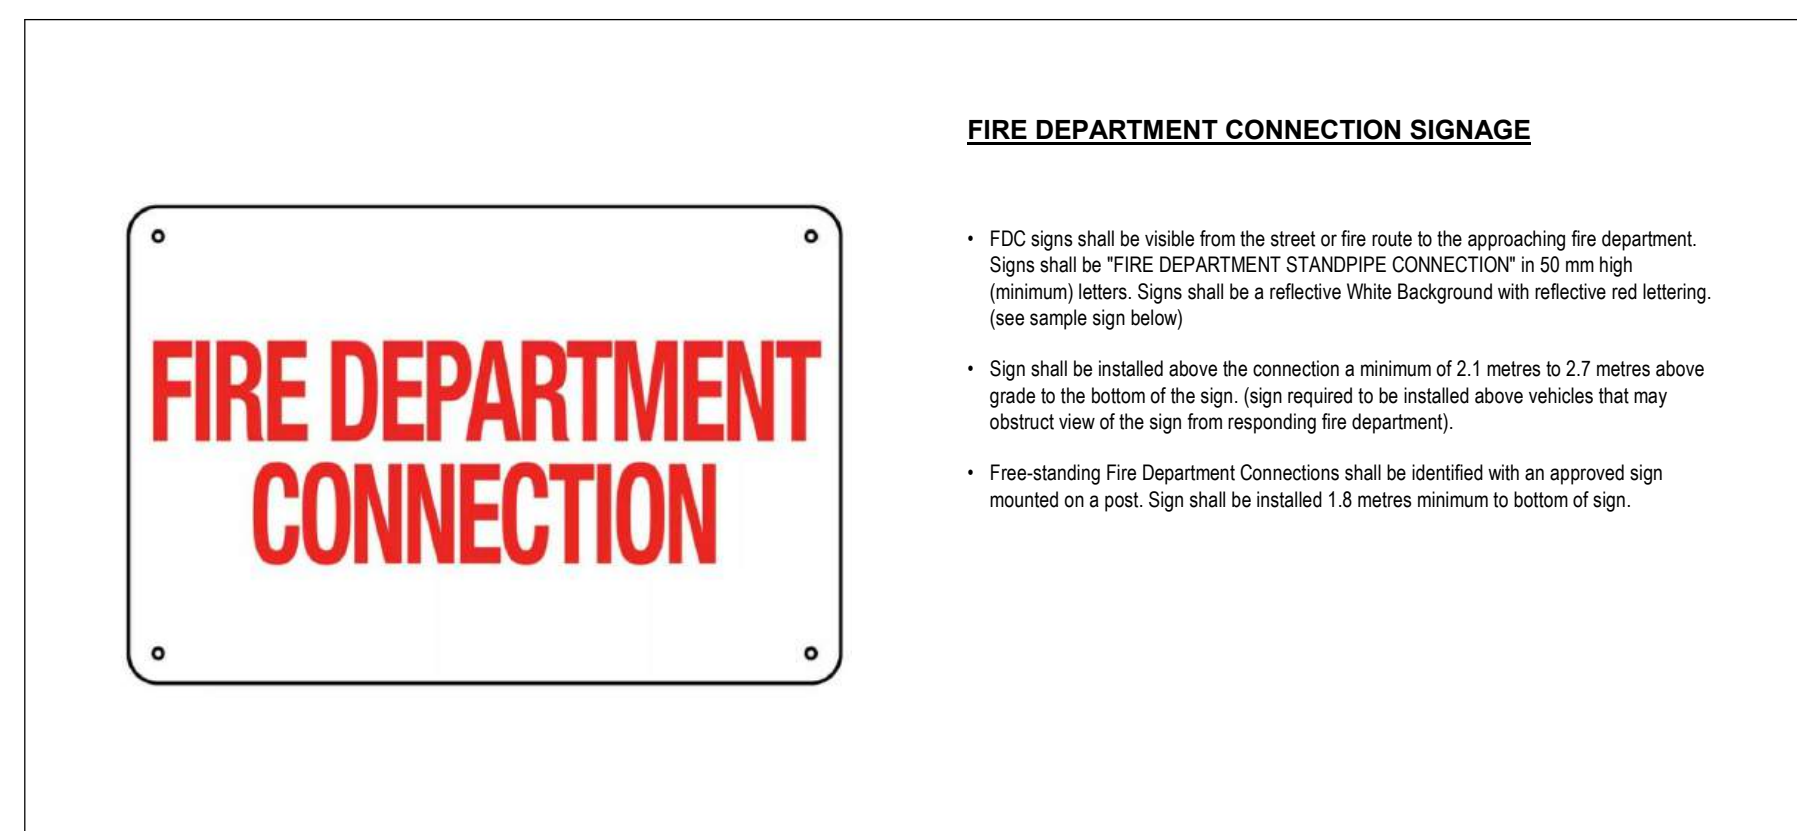 FIRE DEPARTMENT
CONNECTION
FIRE DEPARTMENT CONNECTION SIGNAGE
• FDC signs shall be visible from the street or fire route to the approaching fire department.
Signs shall be "FIRE DEPARTMENT STANDPIPE CONNECTION" in 50 mm high
(minimum) letters. Signs shall be a reflective White Background with reflective red lettering.
(see sample sign below)
• Sign shall be installed above the connection a minimum of 2.1 metres to 2.7 metres above
grade to the bottom of the sign. (sign required to be installed above vehicles that may
obstruct view of the sign from responding fire department).
• Free-standing Fire Department Connections shall be identified with an approved sign
mounted on a post. Sign shall be installed 1.8 metres minimum to bottom of sign.